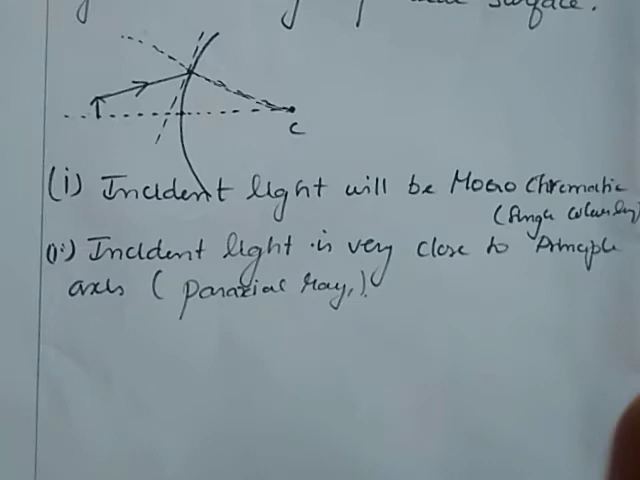 surface.
C
(i) Incident light will be Mono Chromatic
(Single colour
(ii) Incident light is very close to Principle
axis ( paraxial ray,).